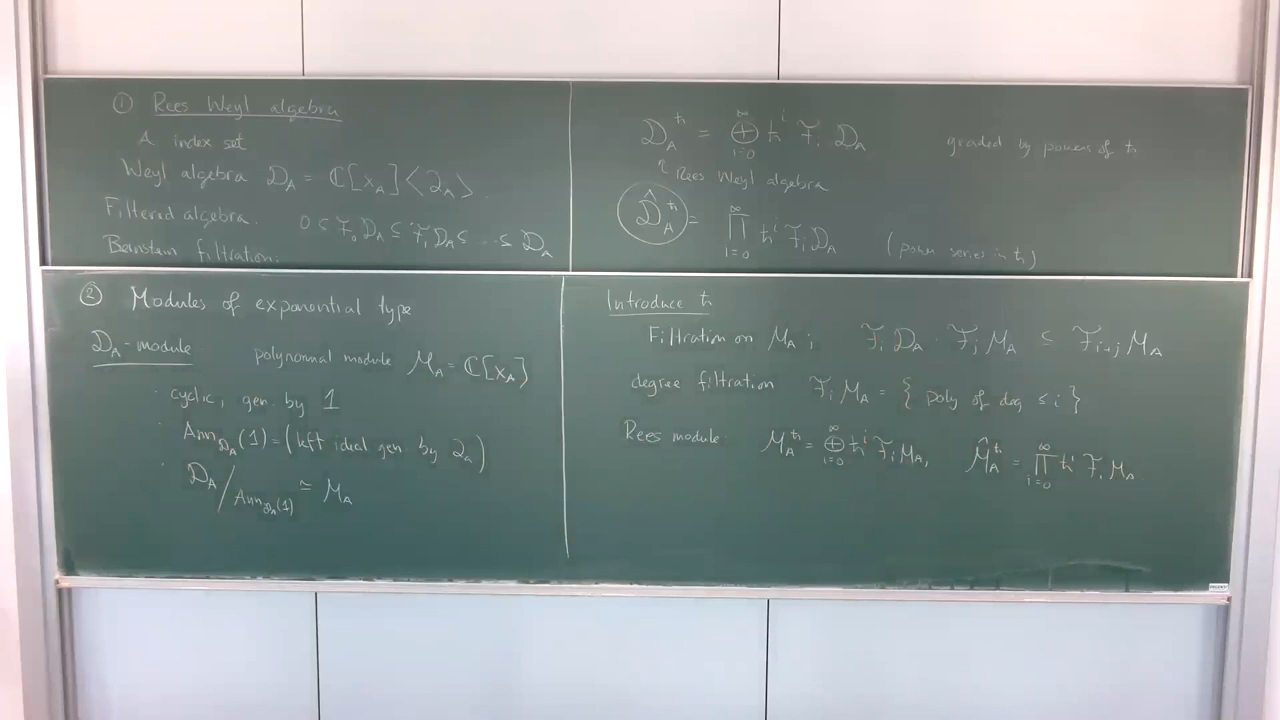 ① Rees Weyl algebra
A index set
Weyl algebra 𝒟_A = ℂ[x_A]⟨∂_A⟩
Filtered algebra. 0 ⊆ ℱ_0 𝒟_A ⊆ ℱ_1 𝒟_A ⊆ ... ⊆ 𝒟_A
Bernstein filtration:
𝒟_A^ħ = ⊕_{i=0}^∞ ħ^i ℱ_i 𝒟_A graded by powers of ħ
Rees Weyl algebra
𝒟̂_A^ħ = ∏_{i=0}^∞ ħ^i ℱ_i 𝒟_A (power series in ħ)
② Modules of exponential type
𝒟_A-module polynomial module ℳ_A = ℂ[x_A]
· cyclic, gen. by 1
· Ann_{𝒟_A}(1) = (left ideal gen by ∂_a)
· 𝒟_A / Ann_{𝒟_A}(1) ≃ ℳ_A
Introduce ħ
Filtration on ℳ_A; ℱ_i 𝒟_A · ℱ_j ℳ_A ⊆ ℱ_{i+j} ℳ_A
degree filtration ℱ_i ℳ_A = { poly of deg ≤ i }
Rees module: ℳ_A^ħ = ⊕_{i=0}^∞ ħ^i ℱ_i ℳ_A, ℳ̂_A^ħ = ∏_{i=0}^∞ ħ^i ℱ_i ℳ_A